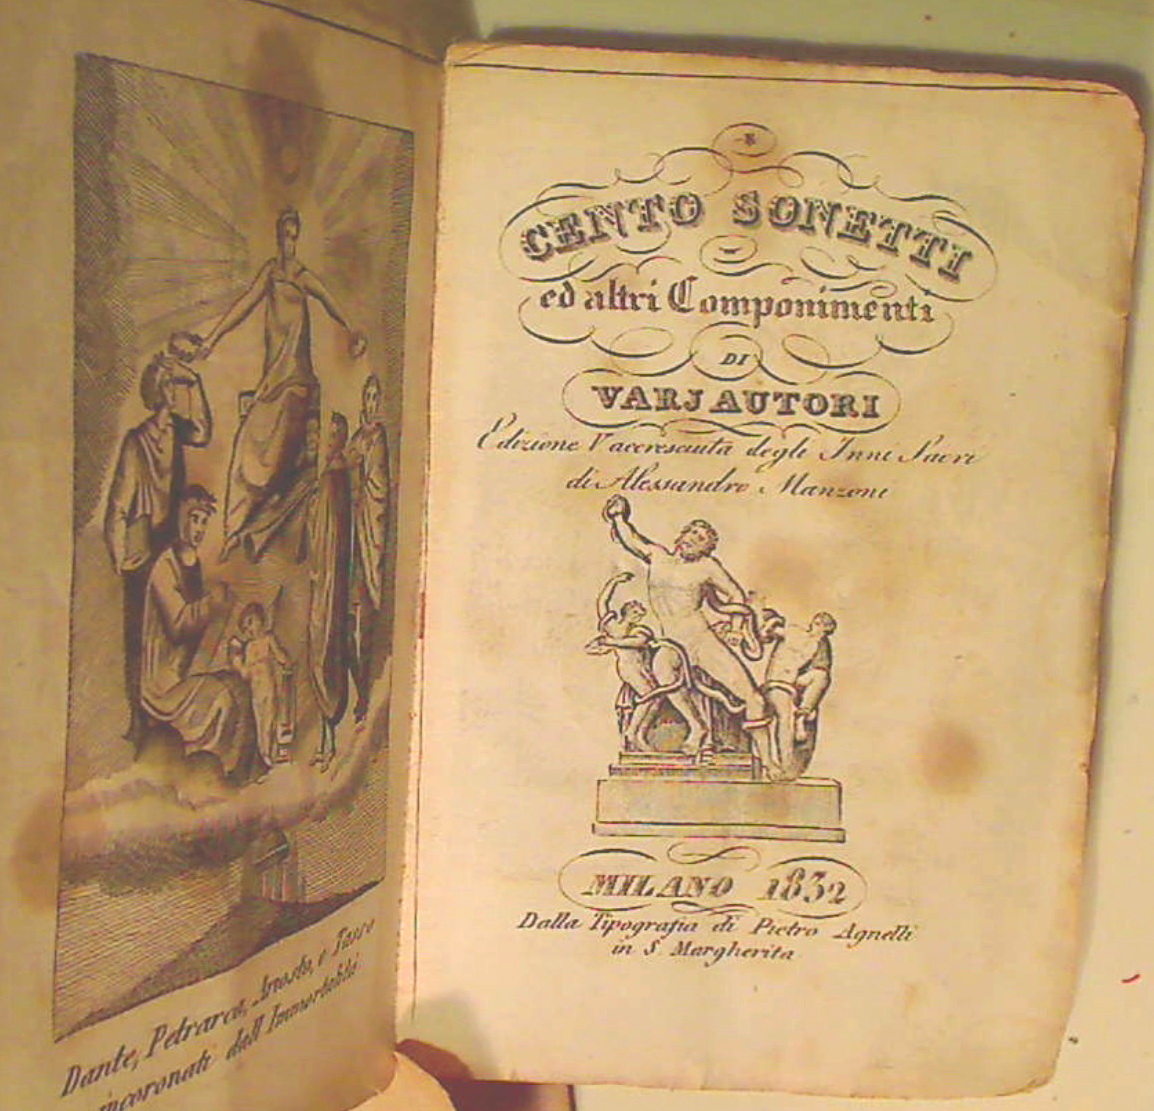 Dante, Petrarca, Ariosto, e Tasso
incoronati dall' Immortalità
CENTO SONETTI
ed altri Componimenti
DI
VARJ AUTORI
Edizione V accresciuta degli Inni Sacri
di Alessandro Manzoni
MILANO 1832
Dalla Tipografia di Pietro Agnelli
in S. Margherita